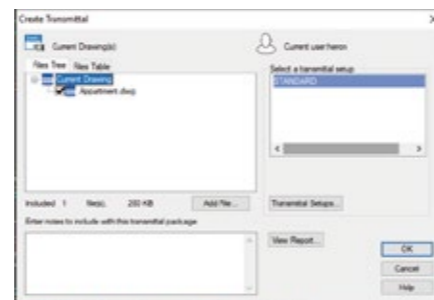 Create Transmittal
Current Drawing(s)
Current user heron
Files Tree Files Table
Select a transmittal setup
Current Drawing
STANDARD
Appartment.dwg
Included 1 file(s), 280 KB
Add File...
Transmittal Setups...
Enter notes to include with this transmittal package
View Report...
OK
Cancel
Help